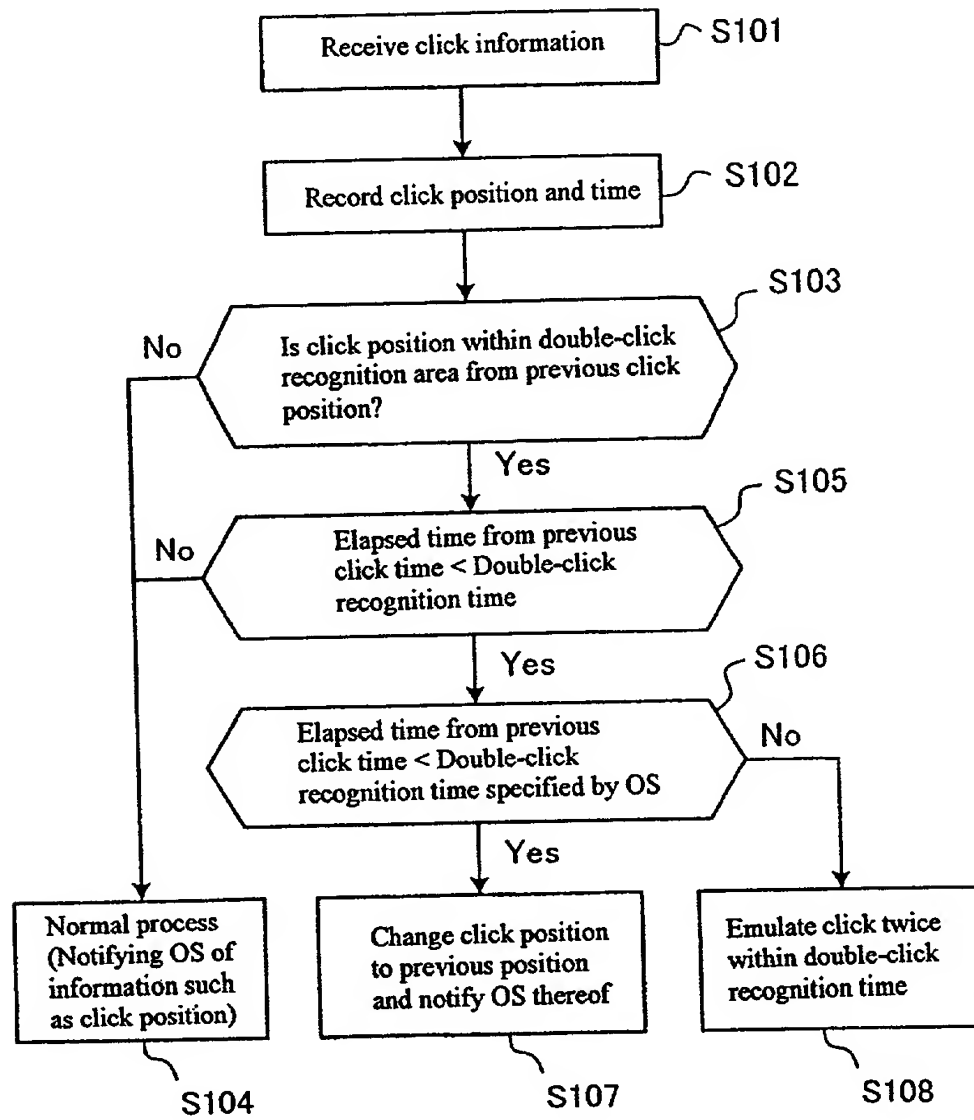 Receive click information
S101
Record click position and time
S102
S103
No
Is click position within double-click
recognition area from previous click
position?
Yes
S105
No
Elapsed time from previous
click time < Double-click
recognition time
Yes
S106
Elapsed time from previous
click time < Double-click
recognition time specified by OS
No
Yes
Normal process
(Notifying OS of
information such
as click position)
Change click position
to previous position
and notify OS thereof
Emulate click twice
within double-click
recognition time
S104
S107
S108